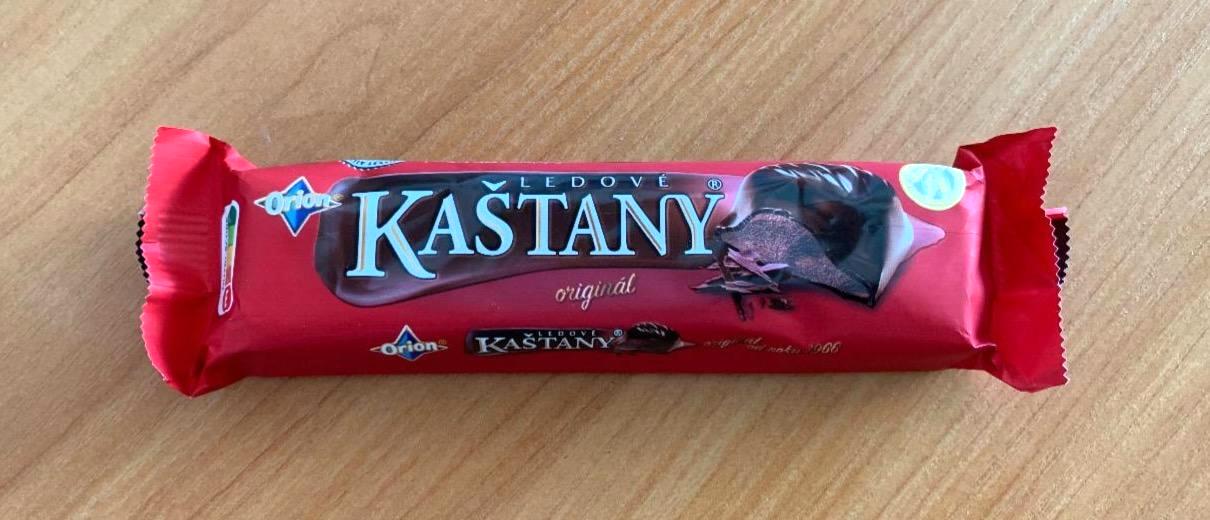 Orion
LEDOVÉ
KAŠTANY®
originál
Orion
LEDOVÉ
KAŠTANY®
originál
od roku 1966